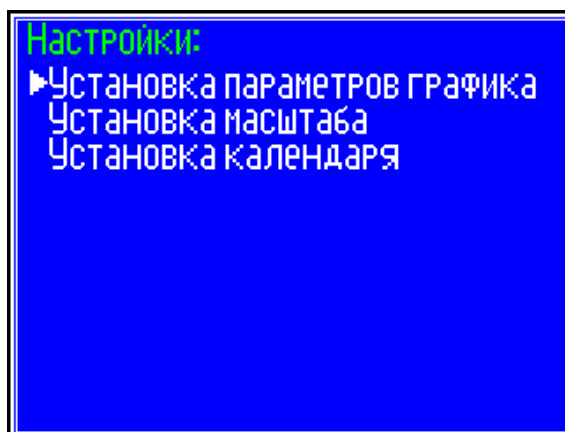 Настройки:
Установка параметров графика
Установка масштаба
Установка календаря